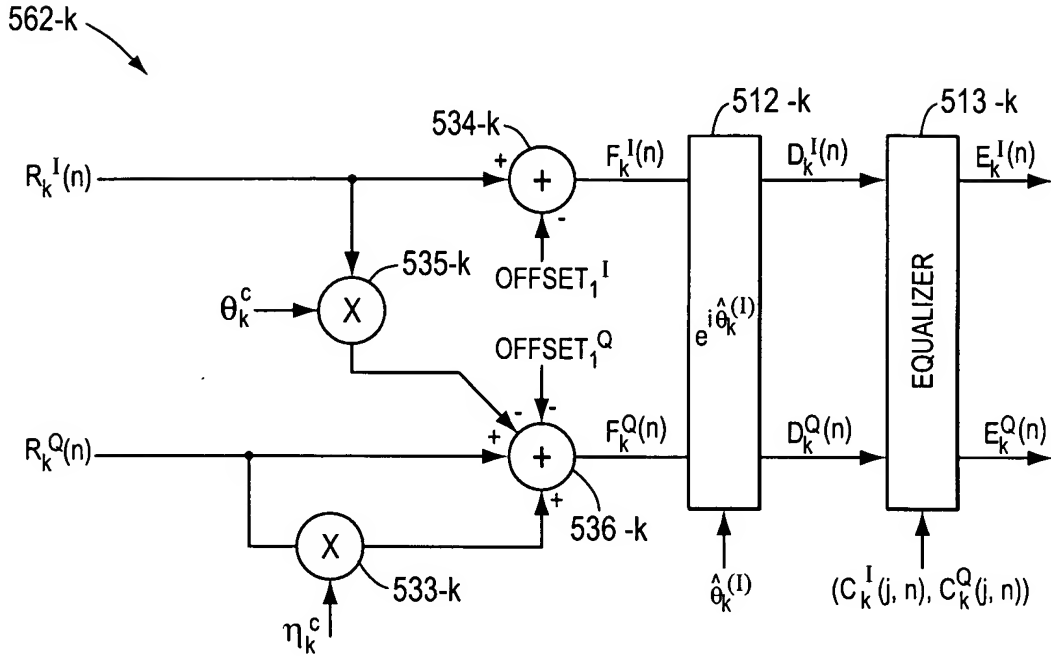 562-k
R_k^I(n)
534-k
+
+
-
OFFSET_1^I
F_k^I(n)
512-k
D_k^I(n)
513-k
E_k^I(n)
535-k
θ_k^c
X
e^{iθ̂_k^(I)}
EQUALIZER
OFFSET_1^Q
-
-
+
+
+
R_k^Q(n)
F_k^Q(n)
D_k^Q(n)
E_k^Q(n)
536-k
X
533-k
η_k^c
θ̂_k^(I)
(C_k^I(j, n), C_k^Q(j, n))